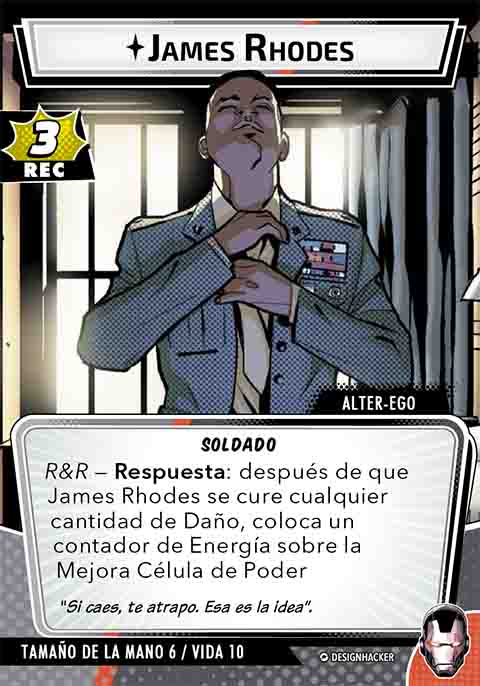 JAMES RHODES
3
REC
ALTER-EGO
SOLDADO
R&R – Respuesta: después de que
James Rhodes se cure cualquier
cantidad de Daño, coloca un
contador de Energía sobre la
Mejora Célula de Poder
"Si caes, te atrapo. Esa es la idea".
TAMAÑO DE LA MANO 6 / VIDA 10
DESIGNHACKER